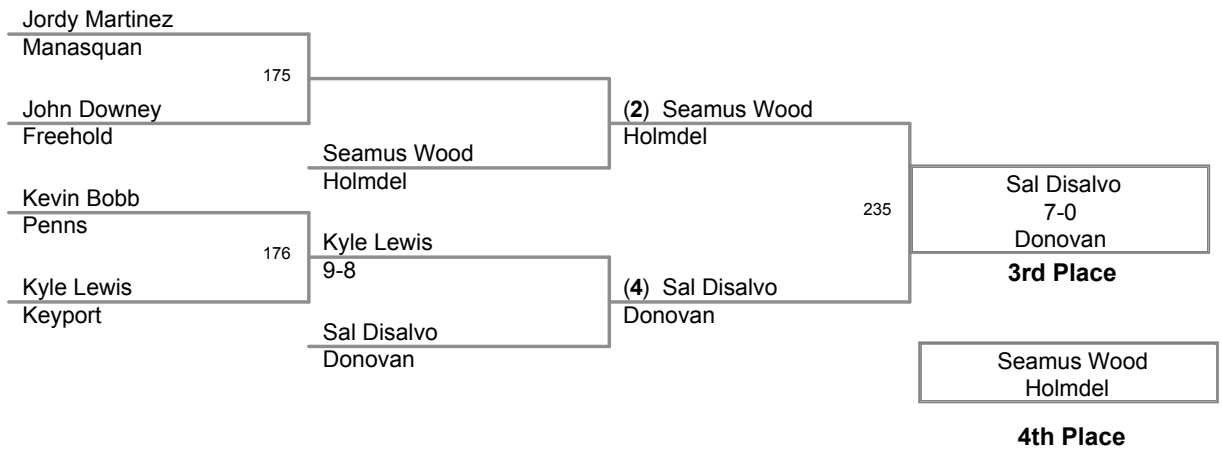 Jordy Martinez
Manasquan
175
John Downey
Freehold
Seamus Wood
Holmdel
(2) Seamus Wood
Holmdel
Kevin Bobb
Penns
176
Kyle Lewis
9-8
Kyle Lewis
Keyport
Sal Disalvo
Donovan
(4) Sal Disalvo
Donovan
235
Sal Disalvo
7-0
Donovan
3rd Place
Seamus Wood
Holmdel
4th Place